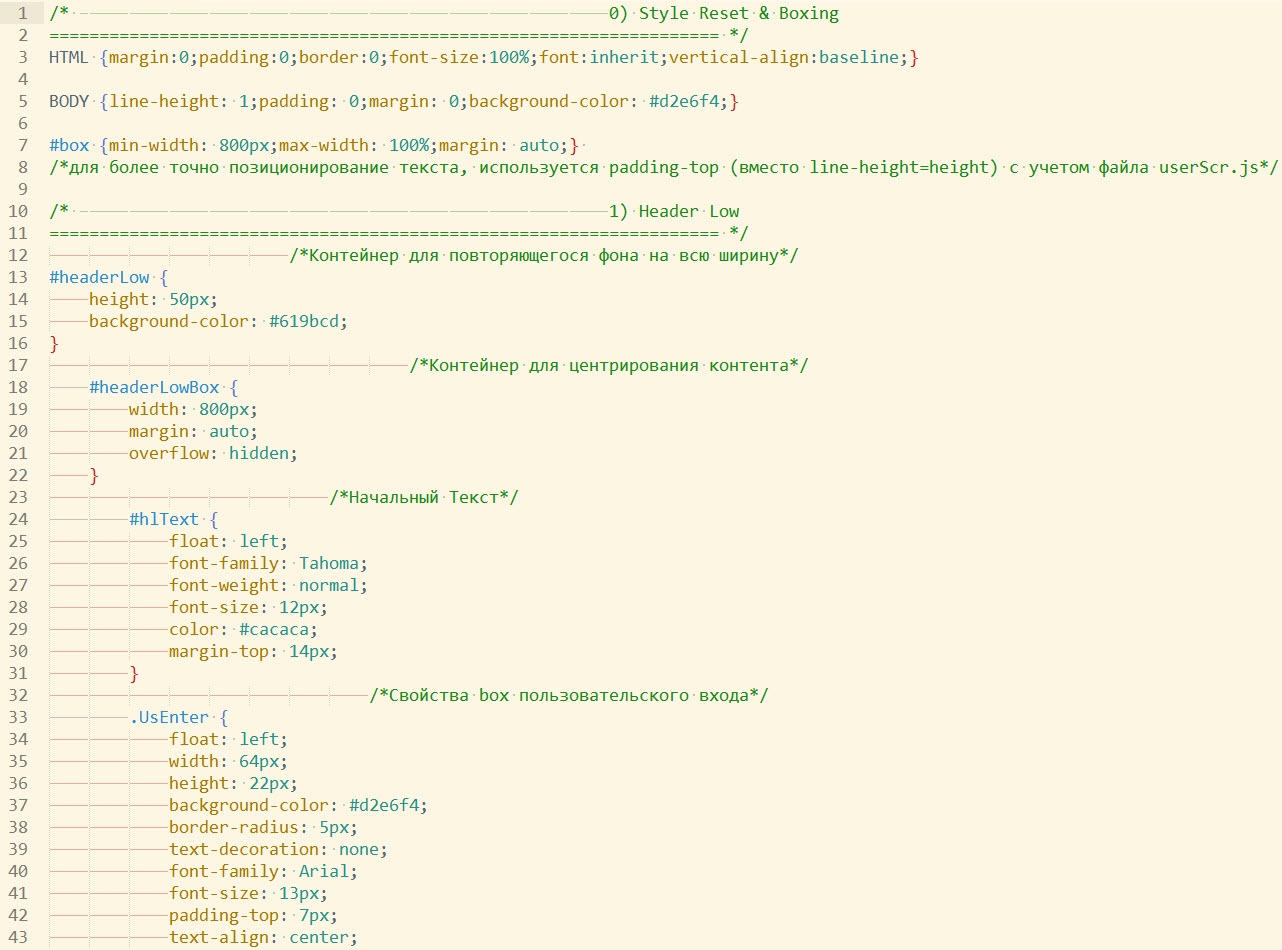 1 /* 0) Style Reset & Boxing
2 =================================================================== */
3 HTML {margin:0;padding:0;border:0;font-size:100%;font:inherit;vertical-align:baseline;}
4
5 BODY {line-height: 1;padding: 0;margin: 0;background-color: #d2e6f4;}
6
7 #box {min-width: 800px;max-width: 100%;margin: auto;}
8 /*для более точно позиционирование текста, используется padding-top (вместо line-height=height) с учетом файла userScr.js*/
9
10 /* 1) Header Low
11 =================================================================== */
12 /*Контейнер для повторяющегося фона на всю ширину*/
13 #headerLow {
14 height: 50px;
15 background-color: #619bcd;
16 }
17 /*Контейнер для центрирования контента*/
18 #headerLowBox {
19 width: 800px;
20 margin: auto;
21 overflow: hidden;
22 }
23 /*Начальный Текст*/
24 #hlText {
25 float: left;
26 font-family: Tahoma;
27 font-weight: normal;
28 font-size: 12px;
29 color: #cacaca;
30 margin-top: 14px;
31 }
32 /*Свойства box пользовательского входа*/
33 .UsEnter {
34 float: left;
35 width: 64px;
36 height: 22px;
37 background-color: #d2e6f4;
38 border-radius: 5px;
39 text-decoration: none;
40 font-family: Arial;
41 font-size: 13px;
42 padding-top: 7px;
43 text-align: center;